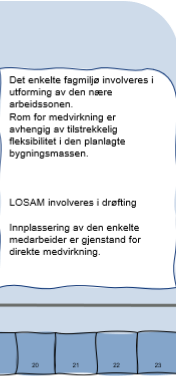 Det enkelte fagmiljø involveres i
utforming av den nære
arbeidssonen.
Rom for medvirkning er
avhengig av tilstrekkelig
fleksibilitet i den planlagte
bygningsmassen.
LOSAM involveres i drøfting
Innplassering av den enkelte
medarbeider er gjenstand for
direkte medvirkning.
20 21 22 23